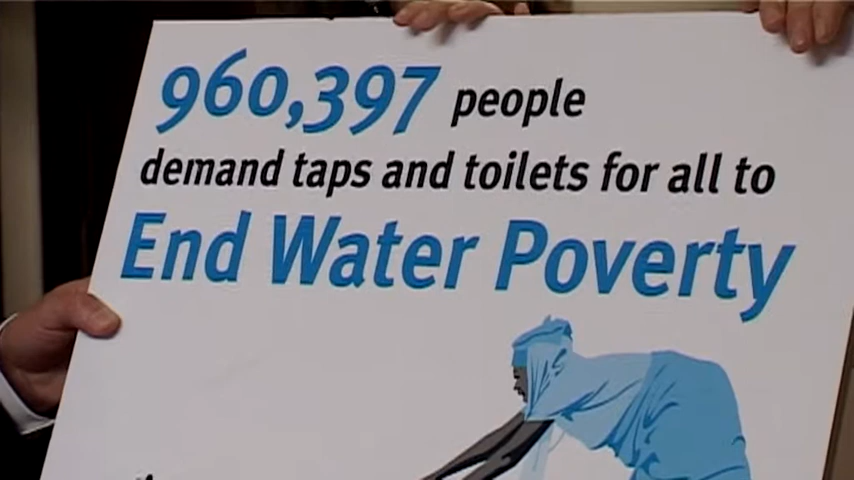 960,397 people
demand taps and toilets for all to
End Water Poverty